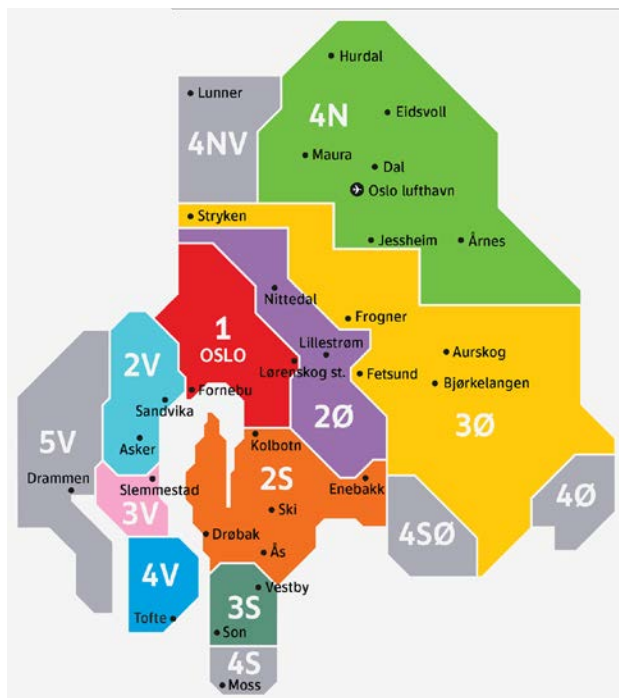 Hurdal
Lunner
4N
Eidsvoll
4NV
Maura
Dal
Oslo lufthavn
Stryken
Jessheim
Årnes
Nittedal
Frogner
1
OSLO
Lillestrøm
Aurskog
2V
Lørenskog st.
Fetsund
Bjørkelangen
Fornebu
Sandvika
2Ø
3Ø
5V
Asker
Kolbotn
Drammen
Slemmestad
2S
Enebakk
4Ø
3V
Ski
4SØ
Drøbak
Ås
4V
Vestby
3S
Tofte
Son
4S
Moss